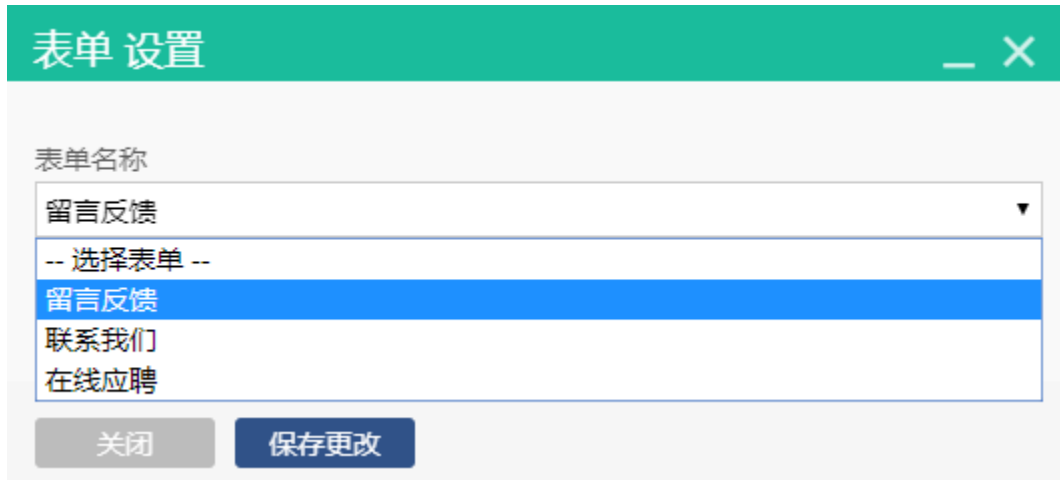 表单 设置
表单名称
留言反馈
-- 选择表单 --
留言反馈
联系我们
在线应聘
关闭 保存更改